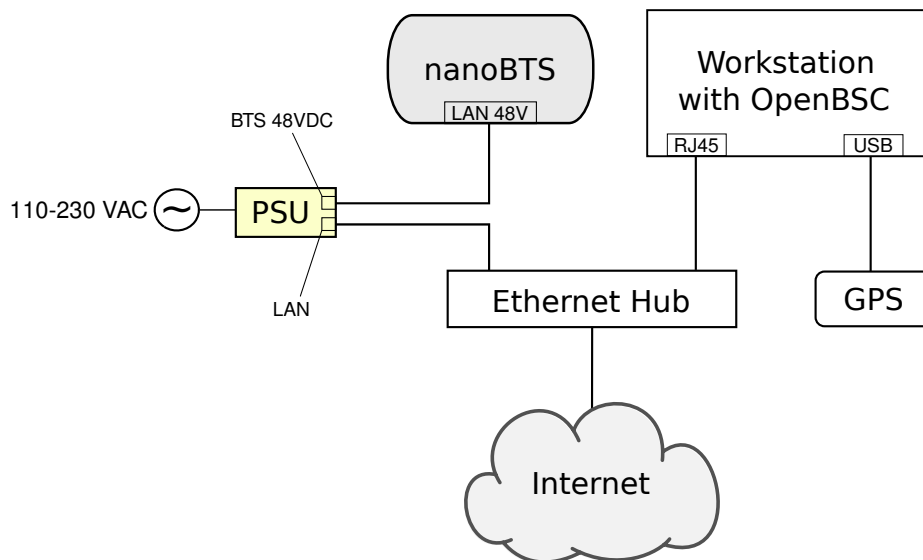 nanoBTS
LAN 48V
Workstation
with OpenBSC
RJ45
USB
BTS 48VDC
110-230 VAC
~
PSU
LAN
Ethernet Hub
GPS
Internet